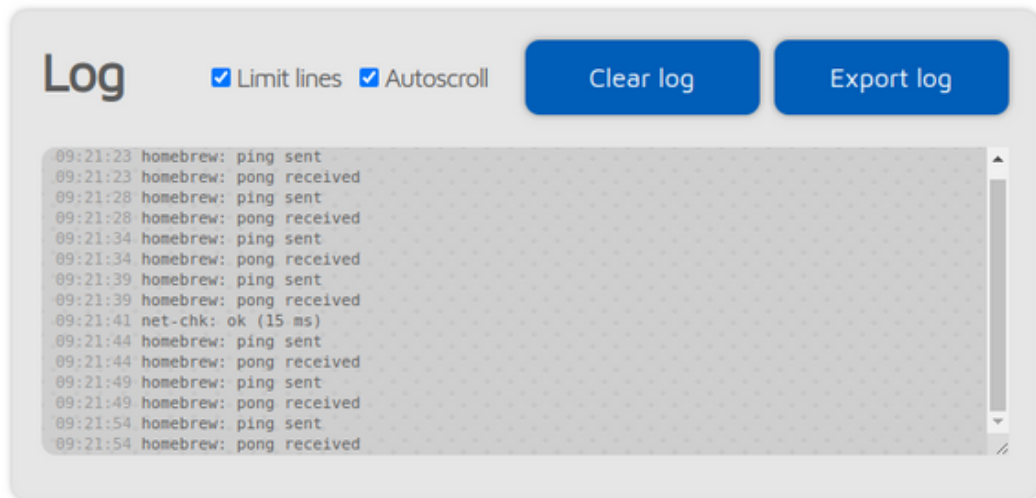 Log Limit lines Autoscroll Clear log Export log
09:21:23 homebrew: ping sent
09:21:23 homebrew: pong received
09:21:28 homebrew: ping sent
09:21:28 homebrew: pong received
09:21:34 homebrew: ping sent
09:21:34 homebrew: pong received
09:21:39 homebrew: ping sent
09:21:39 homebrew: pong received
09:21:41 net-chk: ok (15 ms)
09:21:44 homebrew: ping sent
09:21:44 homebrew: pong received
09:21:49 homebrew: ping sent
09:21:49 homebrew: pong received
09:21:54 homebrew: ping sent
09:21:54 homebrew: pong received